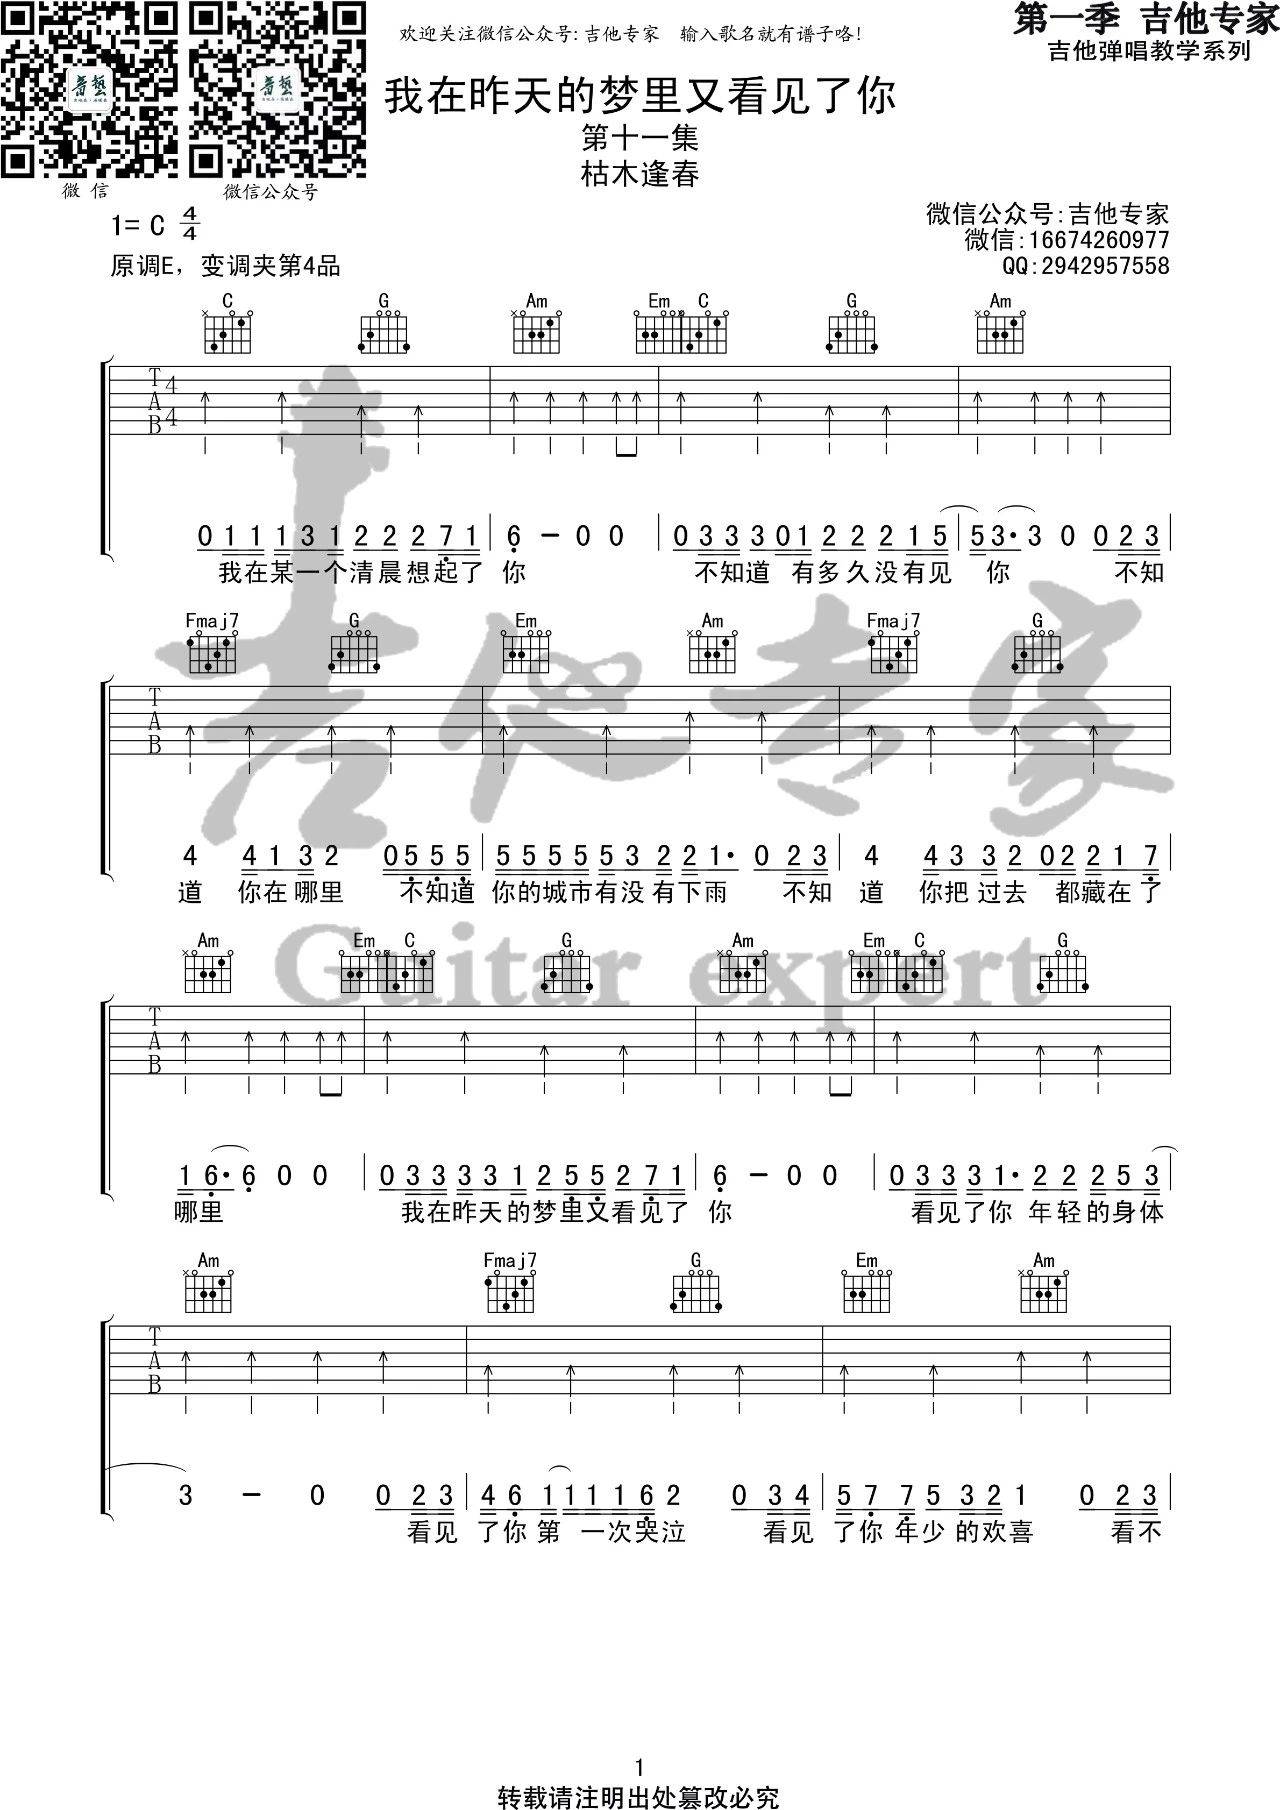 欢迎关注微信公众号: 吉他专家　输入歌名就有谱子咯!
第一季 吉他专家
吉他弹唱教学系列
我在昨天的梦里又看见了你
第十一集
枯木逢春
微 信
微信公众号
1= C 4/4
原调E，变调夹第4品
微信公众号:吉他专家
微信:16674260977
QQ:2942957558
C G Am Em C G Am
T A B 4 4
0 1 1 1 3 1 2 2 2 7 1 | 6 - 0 0 | 0 3 3 3 0 1 2 2 2 1 5 | 5 3· 3 0 0 2 3
我在某一个清晨想起了 你 不知道 有多久没有见 你 不知
Fmaj7 G Em Am Fmaj7 G
T A B
4 4 1 3 2 0 5 5 5 | 5 5 5 5 5 3 2 2 1· 0 2 3 | 4 4 3 3 2 0 2 2 1 7
道 你在哪里 不知道 你的城市有没有下雨 不知 道 你把过去 都藏在了
吉他专家
Guitar expert
Am Em C G Am Em C G
T A B
1 6· 6 0 0 | 0 3 3 3 3 1 2 5 5 2 7 1 | 6 - 0 0 | 0 3 3 3 1· 2 2 2 5 3
哪里 我在昨天的梦里又看见了 你 看见了你 年轻的身体
Am Fmaj7 G Em Am
T A B
3 - 0 0 2 3 | 4 6 1 1 1 1 6 2 0 3 4 | 5 7 7 5 3 2 1 0 2 3
看见 了你 第 一次哭泣 看见 了你 年少的欢喜 看不
1
转载请注明出处篡改必究